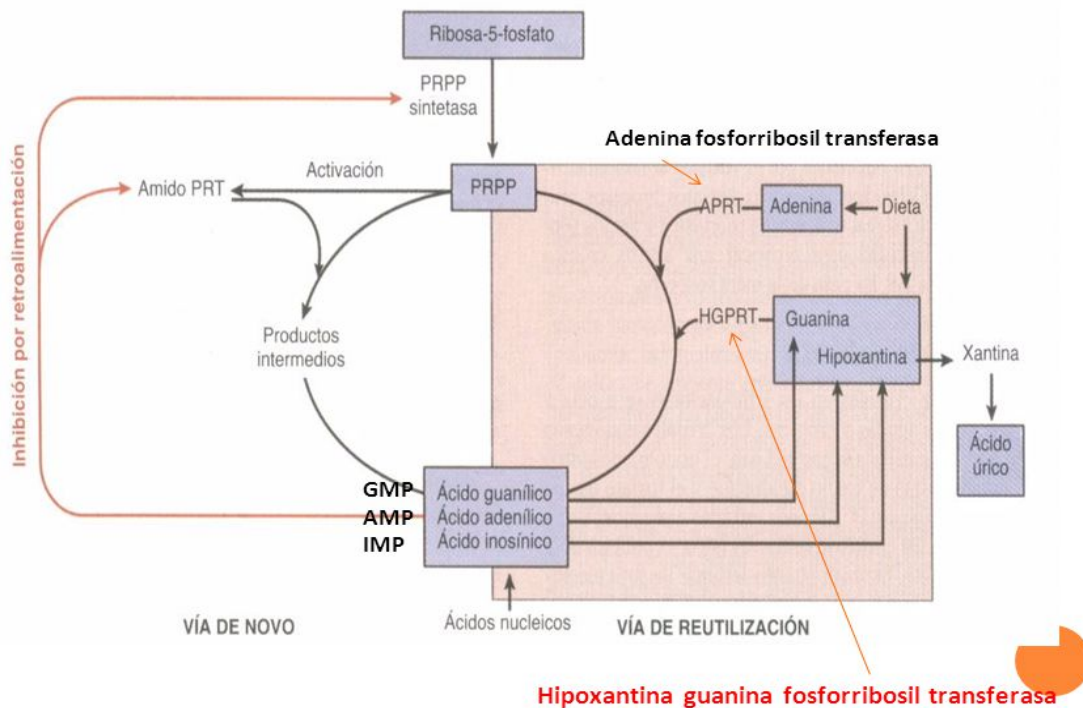 Ribosa-5-fosfato
PRPP
sintetasa
Adenina fosforribosil transferasa
Inhibición por retroalimentación
Activación
Amido PRT
PRPP
APRT
Adenina
Dieta
HGPRT
Guanina
Hipoxantina
Xantina
Productos
intermedios
Ácido
úrico
GMP
Ácido guanílico
AMP
Ácido adenílico
IMP
Ácido inosínico
VÍA DE NOVO
Ácidos nucleicos
VÍA DE REUTILIZACIÓN
Hipoxantina guanina fosforribosil transferasa